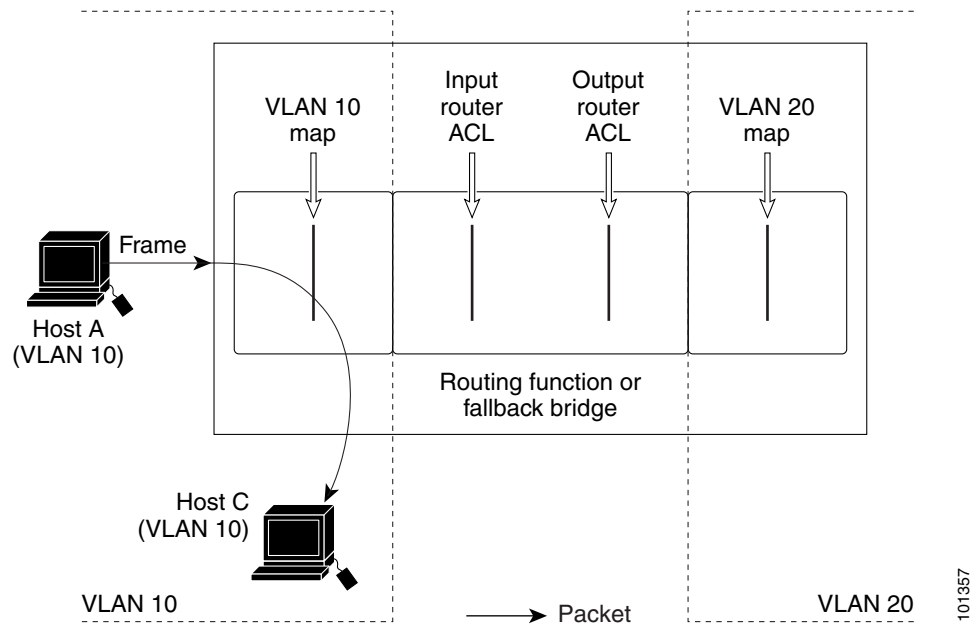 VLAN 10
map
Input
router
ACL
Output
router
ACL
VLAN 20
map
Frame
Host A
(VLAN 10)
Routing function or
fallback bridge
Host C
(VLAN 10)
VLAN 10
Packet
VLAN 20
101357